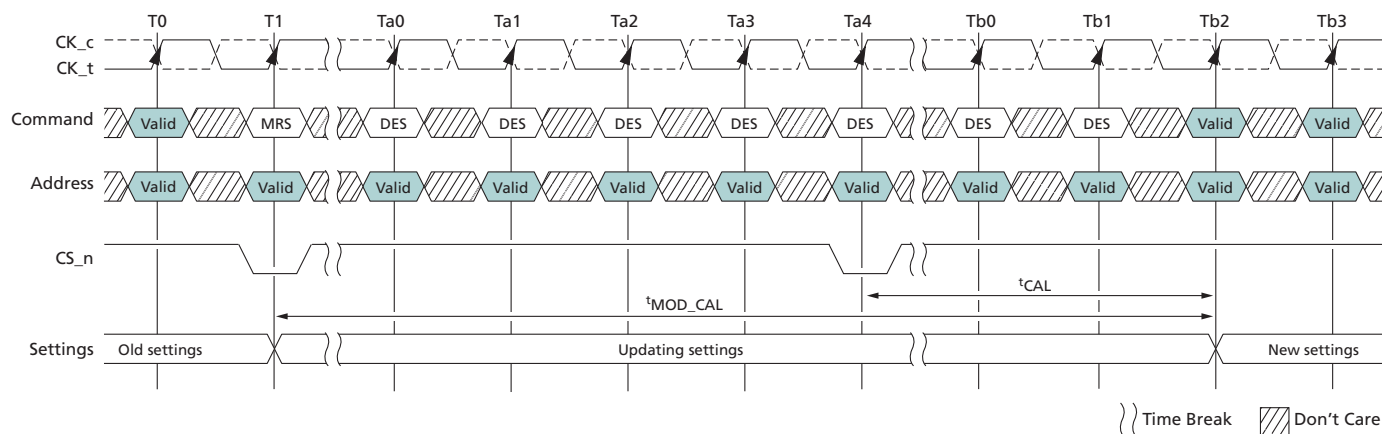 T0 T1 Ta0 Ta1 Ta2 Ta3 Ta4 Tb0 Tb1 Tb2 Tb3
CK_c
CK_t
Command Valid MRS DES DES DES DES DES DES DES Valid Valid
Address Valid Valid Valid Valid Valid Valid Valid Valid Valid Valid Valid
CS_n
tCAL
tMOD_CAL
Settings Old settings Updating settings New settings
Time Break Don't Care